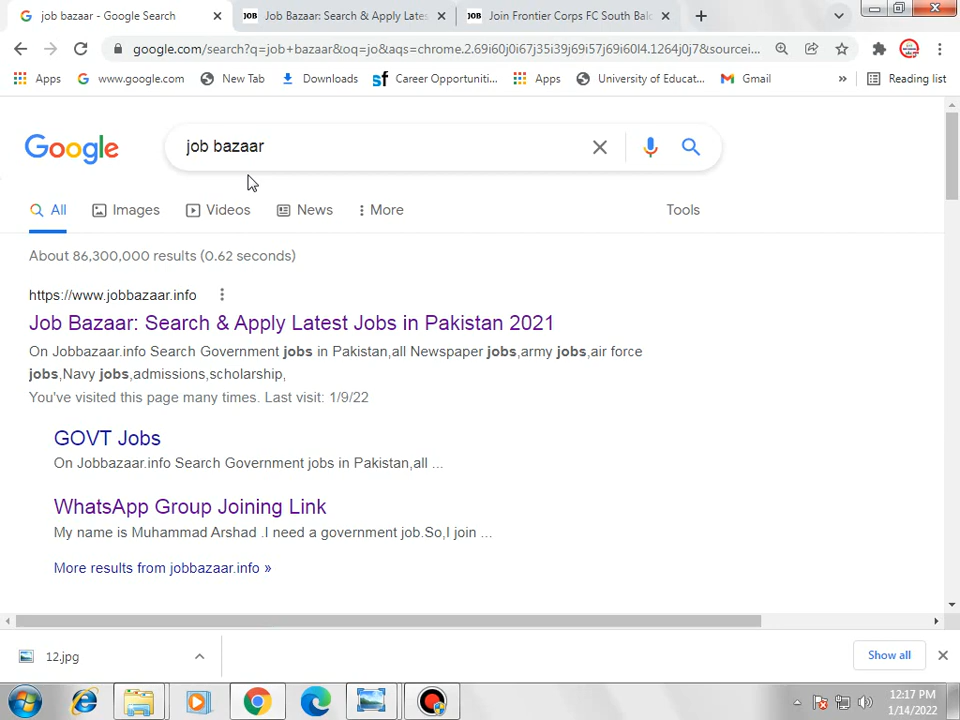 job bazaar - Google Search
JOB Job Bazaar: Search & Apply Lates
JOB Join Frontier Corps FC South Bal
google.com/search?q=job+bazaar&oq=jo&aqs=chrome.2.69i60j0i67j35i39j69i57j69i60l4.1264j0j7&sourcei...
Apps
www.google.com
New Tab
Downloads
sf Career Opportuniti...
Apps
University of Educat...
Gmail
»
Reading list
Google
job bazaar
All
Images
Videos
News
More
Tools
About 86,300,000 results (0.62 seconds)
https://www.jobbazaar.info
Job Bazaar: Search & Apply Latest Jobs in Pakistan 2021
On Jobbazaar.info Search Government jobs in Pakistan,all Newspaper jobs,army jobs,air force
jobs,Navy jobs,admissions,scholarship,
You've visited this page many times. Last visit: 1/9/22
GOVT Jobs
On Jobbazaar.info Search Government jobs in Pakistan,all ...
WhatsApp Group Joining Link
My name is Muhammad Arshad .I need a government job.So,I join ...
More results from jobbazaar.info »
12.jpg
Show all
12:17 PM
1/14/2022